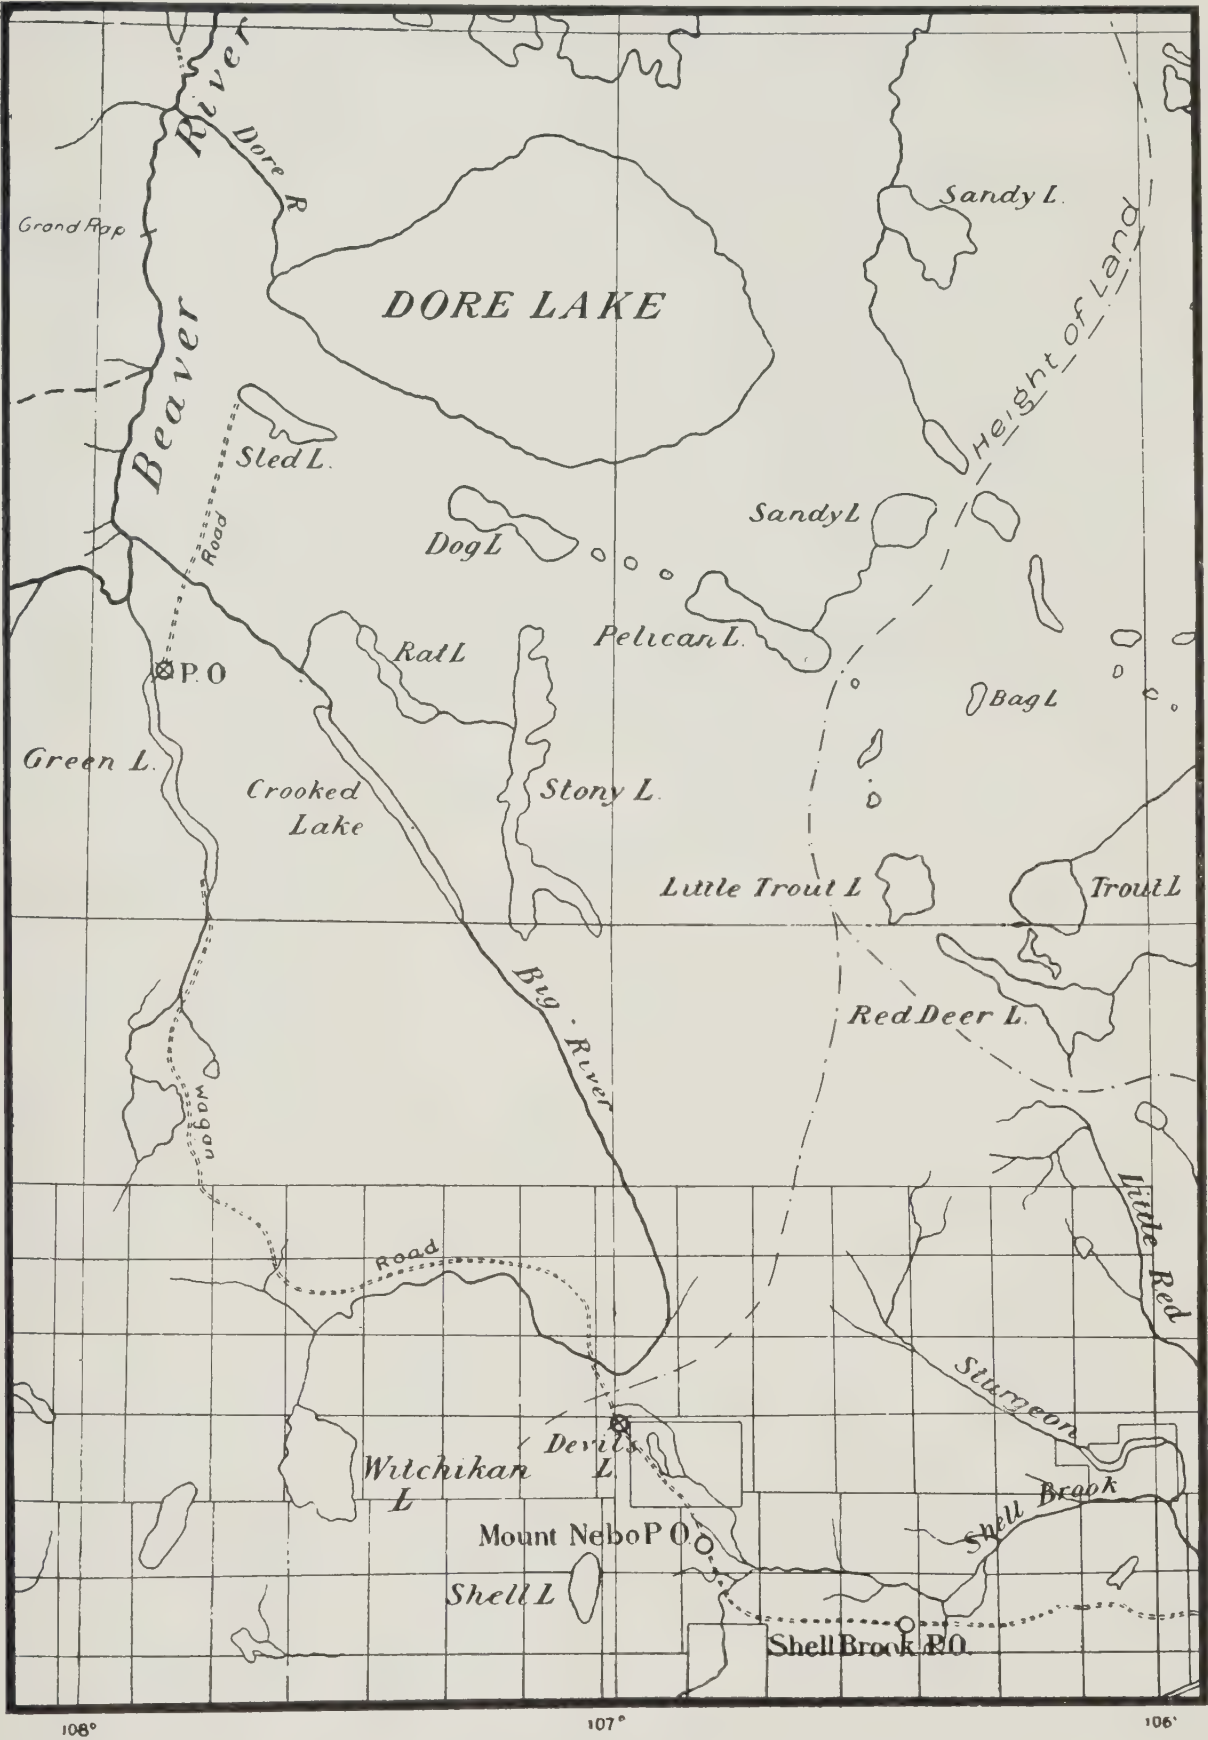 River
Dore R
Grand Rap
Sandy L.
DORE LAKE
Height of Land
Beaver
Sled L.
Road
Dog L
Sandy L
Pelican L.
Rat L
P.O
Bag L
Green L.
Crooked
Lake
Stony L.
Little Trout L
Trout L
Big River
Red Deer L.
Wagon
Road
Little Red
Sturgeon
Devils
L
Witchikan
L
Shell Brook
Mount Nebo P O.
Shell L
Shell Brook P.O.
108° 107° 106°